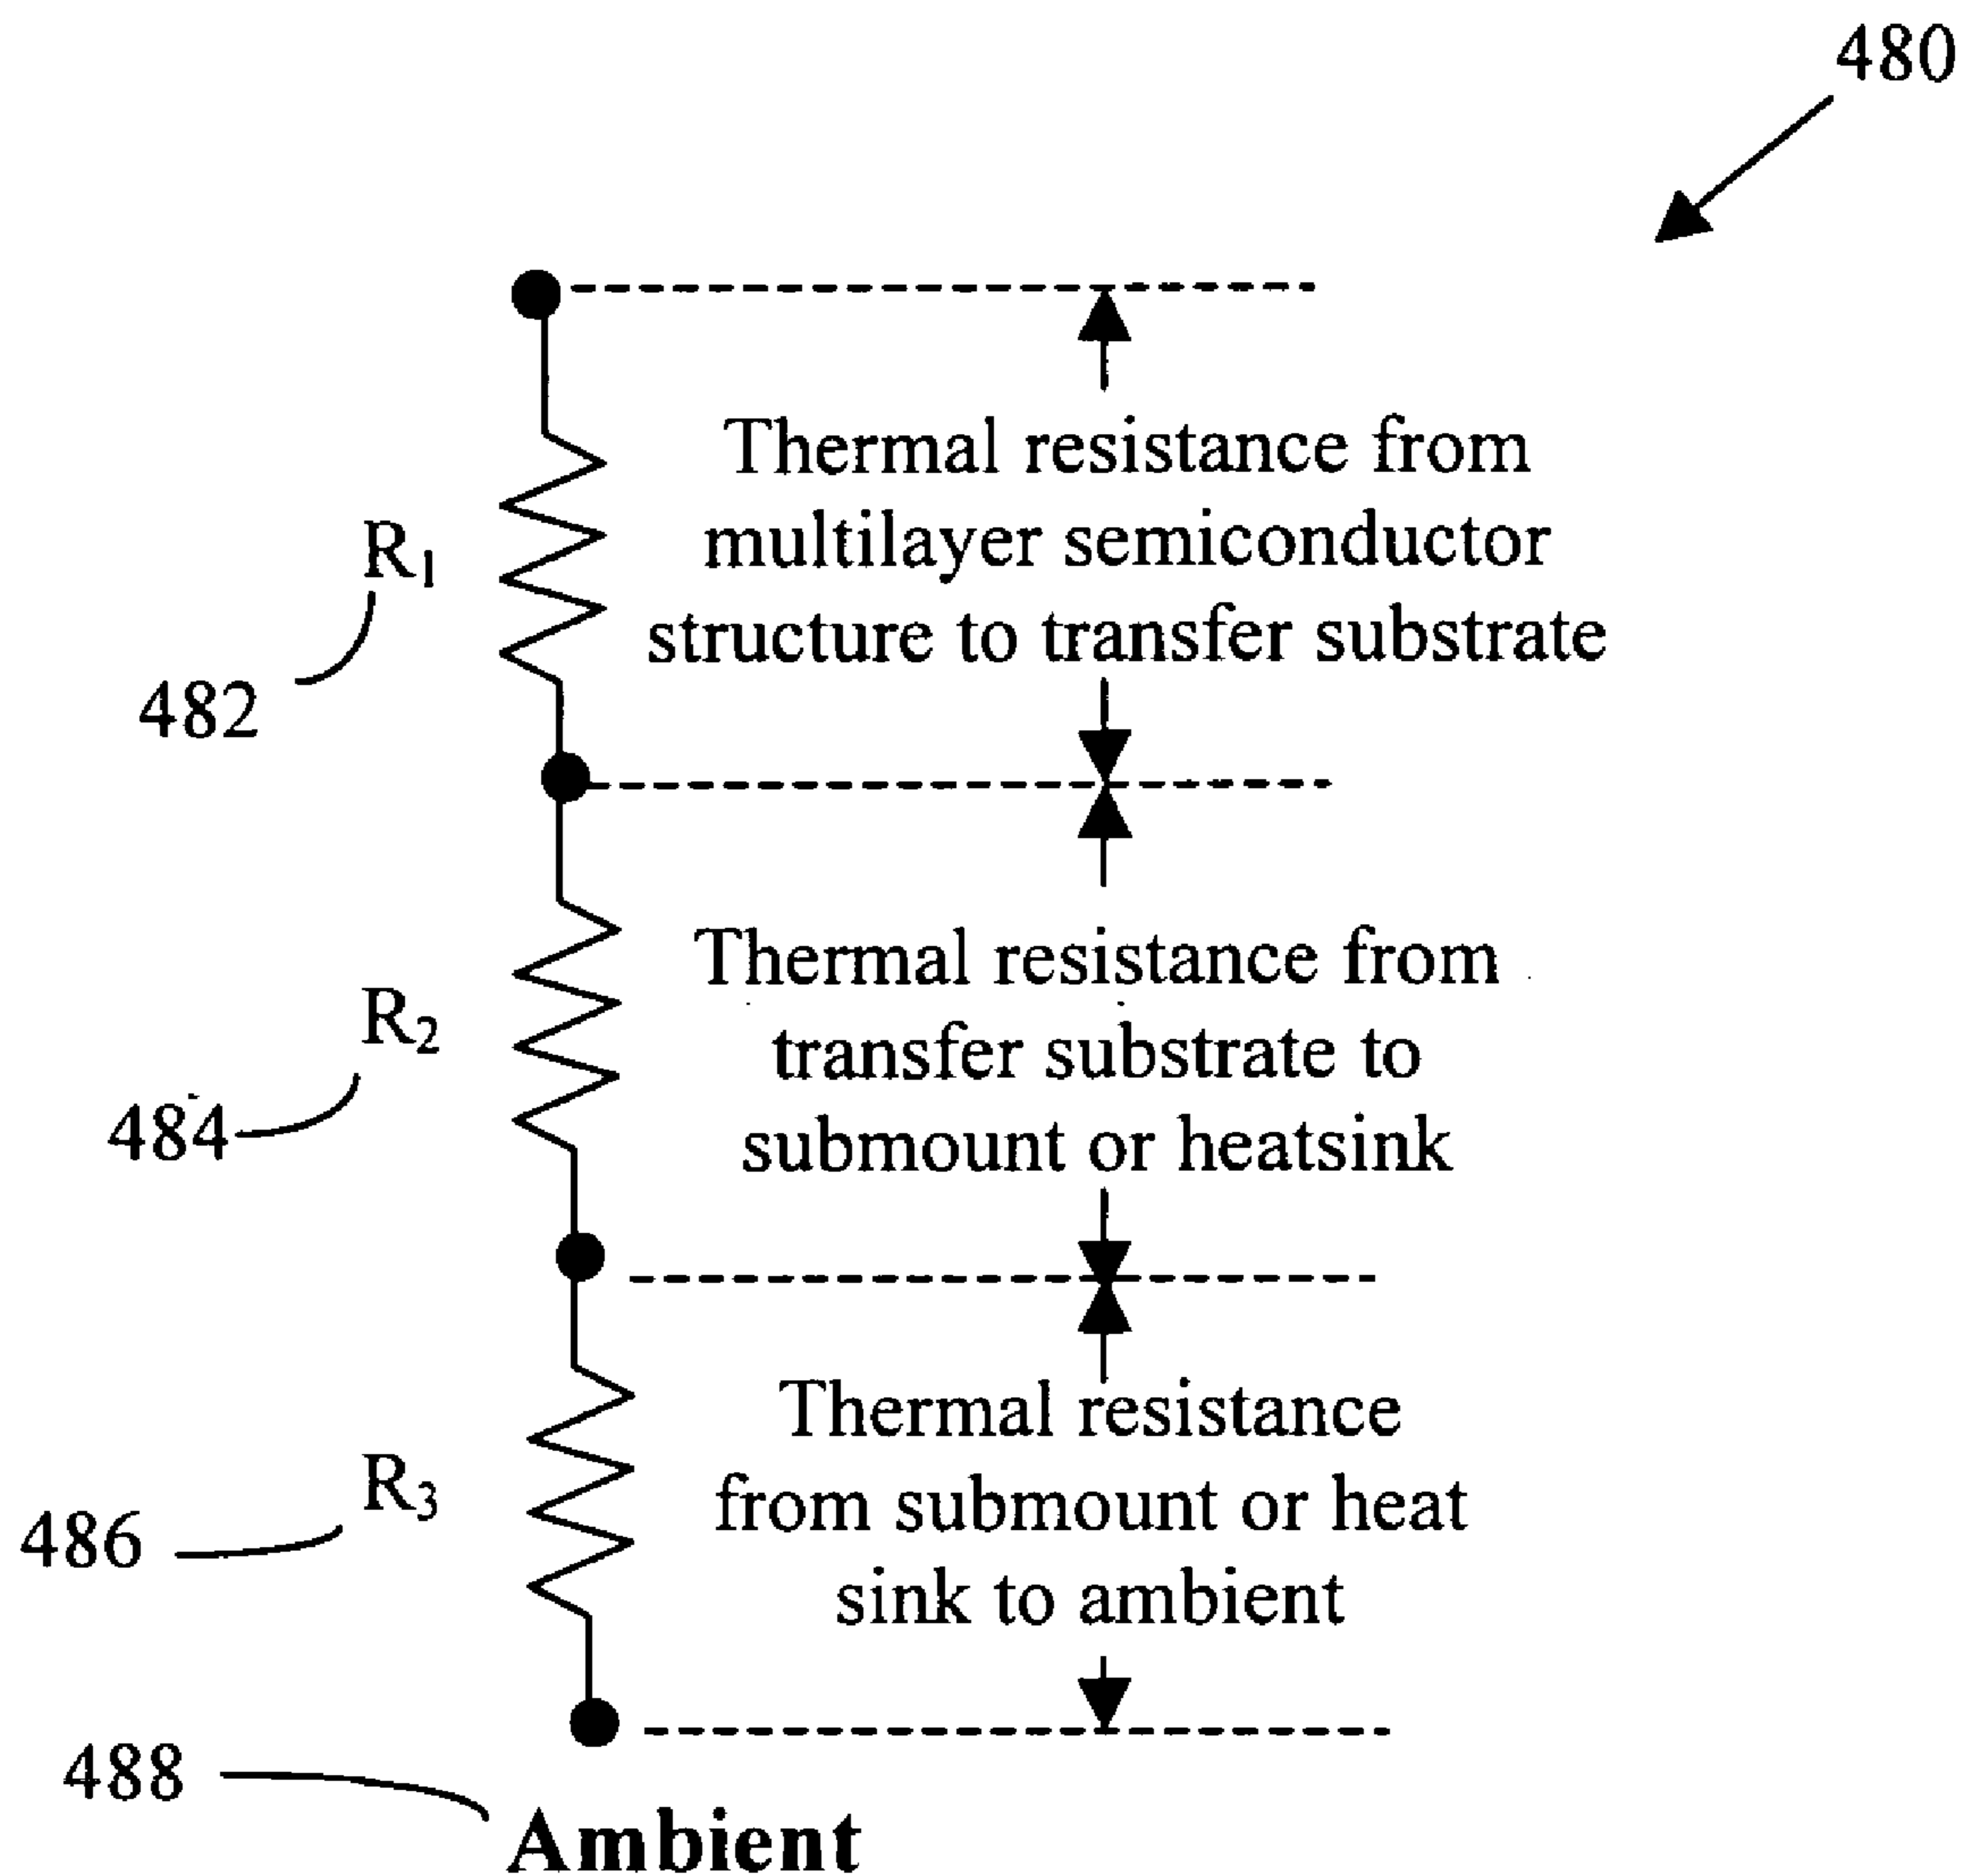 480
Thermal resistance from
multilayer semiconductor
structure to transfer substrate
R₁
482
Thermal resistance from
transfer substrate to
submount or heatsink
R₂
484
Thermal resistance
from submount or heat
sink to ambient
R₃
486
488
Ambient